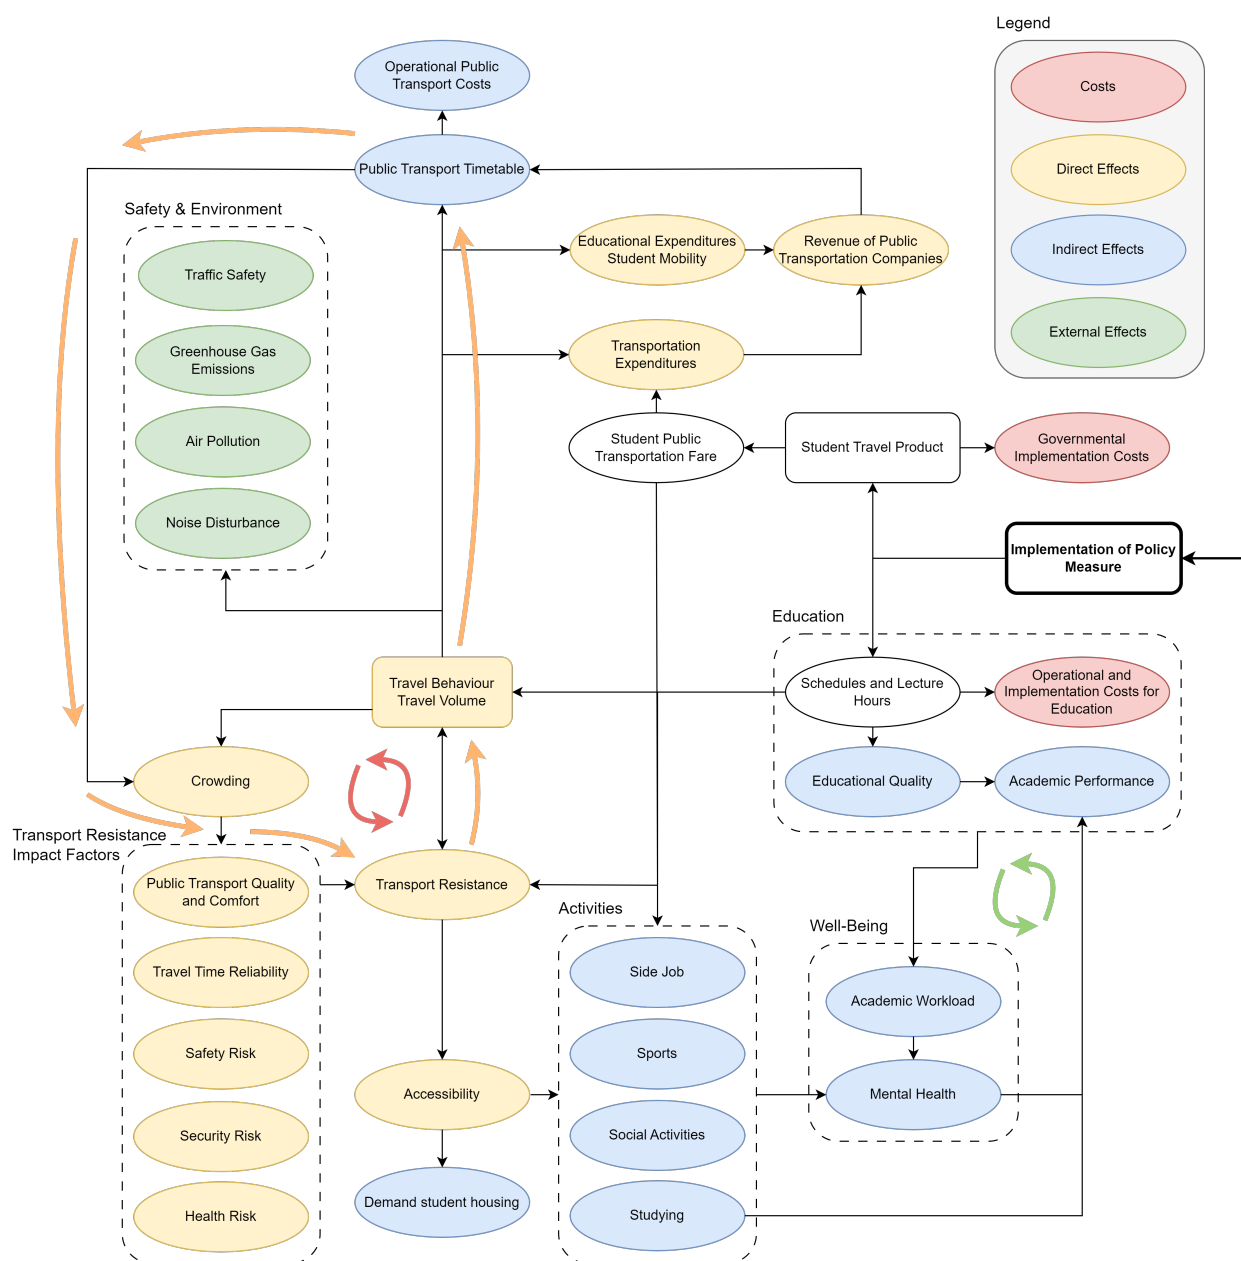 Legend
Costs
Direct Effects
Indirect Effects
External Effects
Operational Public
Transport Costs
Public Transport Timetable
Safety & Environment
Traffic Safety
Greenhouse Gas
Emissions
Air Pollution
Noise Disturbance
Educational Expenditures
Student Mobility
Revenue of Public
Transportation Companies
Transportation
Expenditures
Student Public
Transportation Fare
Student Travel Product
Governmental
Implementation Costs
Implementation of Policy
Measure
Education
Schedules and Lecture
Hours
Operational and
Implementation Costs for
Education
Educational Quality
Academic Performance
Travel Behaviour
Travel Volume
Crowding
Transport Resistance
Impact Factors
Public Transport Quality
and Comfort
Travel Time Reliability
Safety Risk
Security Risk
Health Risk
Transport Resistance
Accessibility
Demand student housing
Activities
Side Job
Sports
Social Activities
Studying
Well-Being
Academic Workload
Mental Health